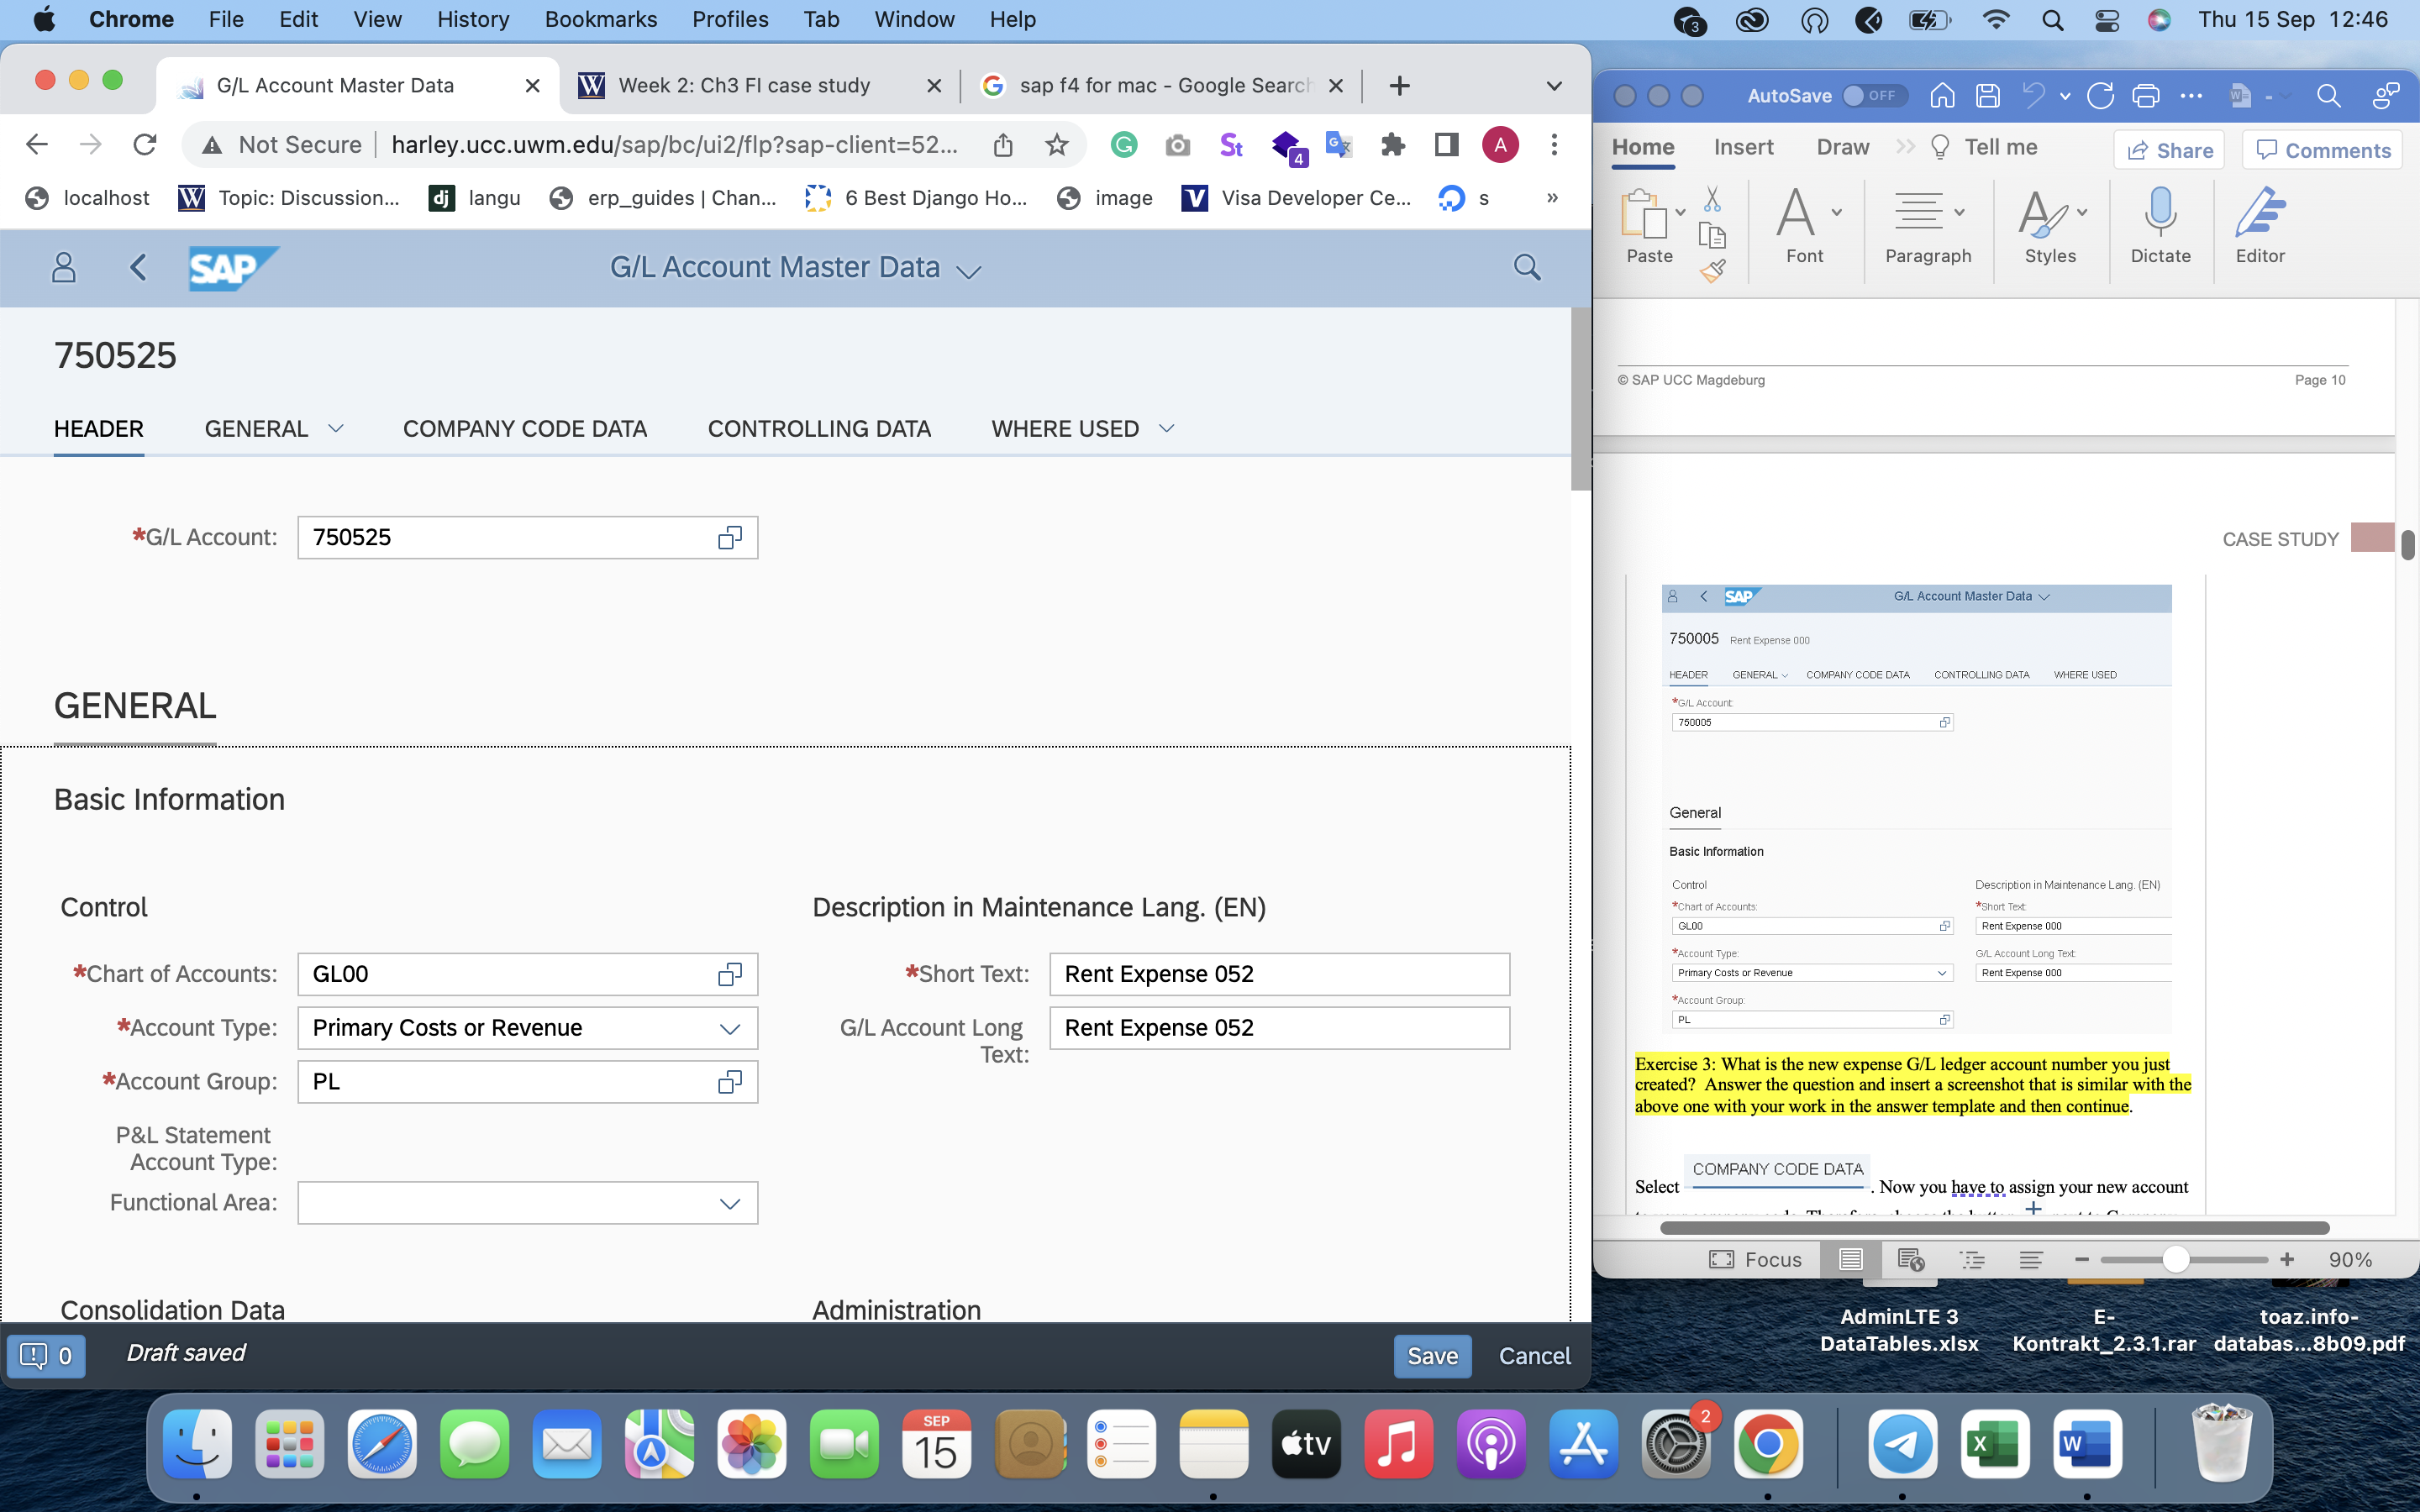 Chrome File Edit View History Bookmarks Profiles Tab Window Help 3 Thu 15 Sep 12:46
G/L Account Master Data
W Week 2: Ch3 FI case study
G sap f4 for mac - Google Search
Not Secure harley.ucc.uwm.edu/sap/bc/ui2/flp?sap-client=52... G St 4 G A
localhost W Topic: Discussion... dj langu erp_guides | Chan... 6 Best Django Ho... image V Visa Developer Ce... s »
SAP G/L Account Master Data
750525
HEADER GENERAL COMPANY CODE DATA CONTROLLING DATA WHERE USED
*G/L Account: 750525
GENERAL
Basic Information
Control
*Chart of Accounts: GL00
*Account Type: Primary Costs or Revenue
*Account Group: PL
P&L Statement
Account Type:
Functional Area:
Description in Maintenance Lang. (EN)
*Short Text: Rent Expense 052
G/L Account Long
Text:
Rent Expense 052
Consolidation Data
Administration
0 Draft saved Save Cancel
AutoSave OFF W -
Home Insert Draw Tell me Share Comments
Paste Font Paragraph Styles Dictate Editor
© SAP UCC Magdeburg Page 10
CASE STUDY
SAP G/L Account Master Data
750005 Rent Expense 000
HEADER GENERAL COMPANY CODE DATA CONTROLLING DATA WHERE USED
*G/L Account:
750005
General
Basic Information
Control
*Chart of Accounts:
GL00
*Account Type:
Primary Costs or Revenue
*Account Group:
PL
Description in Maintenance Lang. (EN)
*Short Text:
Rent Expense 000
G/L Account Long Text:
Rent Expense 000
Exercise 3: What is the new expense G/L ledger account number you just
created? Answer the question and insert a screenshot that is similar with the
above one with your work in the answer template and then continue.
Select COMPANY CODE DATA . Now you have to assign your new account
Focus 90%
AdminLTE 3
DataTables.xlsx
E-
Kontrakt_2.3.1.rar
toaz.info-
databas...8b09.pdf
SEP
15
tv
2
X
W